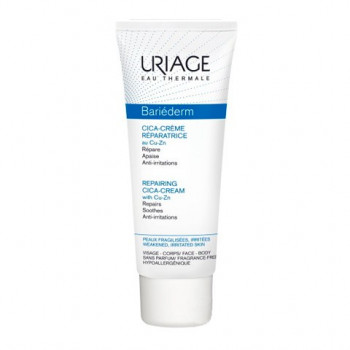 URIAGE
EAU THERMALE
Bariéderm
CICA-CRÈME
RÉPARATRICE
au Cu-Zn
Répare
Apaise
Anti-irritations
REPAIRING
CICA-CREAM
with Cu-Zn
Repairs
Soothes
Anti-irritations
PEAUX FRAGILISÉES, IRRITÉES
WEAKENED, IRRITATED SKIN
VISAGE - CORPS/ FACE - BODY
SANS PARFUM/ FRAGRANCE-FREE
HYPOALLERGÉNIQUE